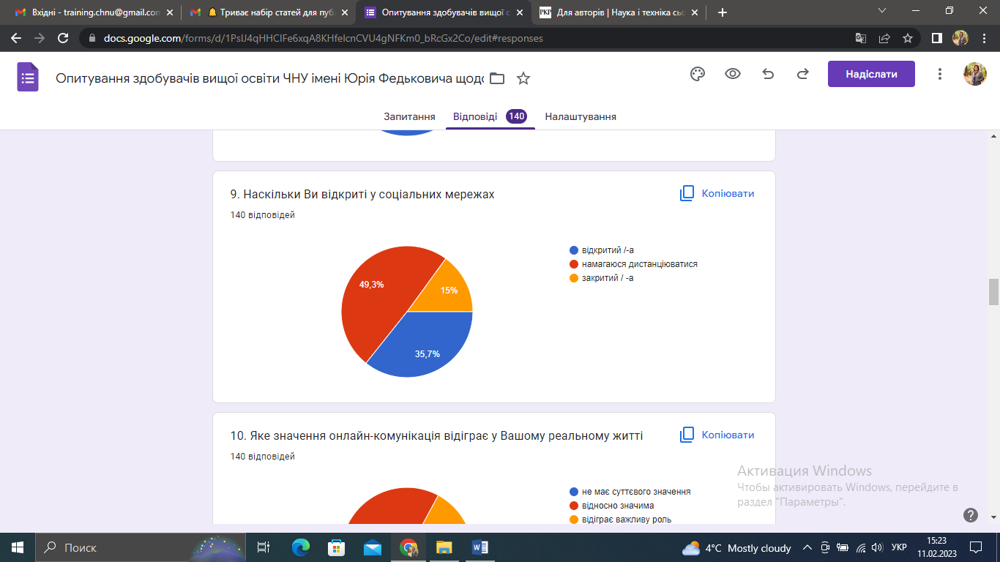 Вхідні - training.chnu@gmail.com
Триває набір статей для пуб
Опитування здобувачів вищої о
PKP Для авторів | Наука і техніка сьо
docs.google.com/forms/d/1PslJ4qHHClFe6xqA8KHfelcnCVU4gNFKm0_bRcGx2Co/edit#responses
Опитування здобувачів вищої освіти ЧНУ імені Юрія Федьковича щодо
Надіслати
Запитання
Відповіді 140
Налаштування
9. Наскільки Ви відкриті у соціальних мережах
Копіювати
140 відповідей
відкритий /-а
намагаюся дистанціюватися
закритий / -а
49,3%
15%
35,7%
10. Яке значення онлайн-комунікація відіграє у Вашому реальному житті
Копіювати
140 відповідей
не має суттєвого значення
відносно значима
відіграє важливу роль
Активация Windows
Чтобы активировать Windows, перейдите в
раздел "Параметры".
Поиск
4°C Mostly cloudy
УКР
15:23
11.02.2023